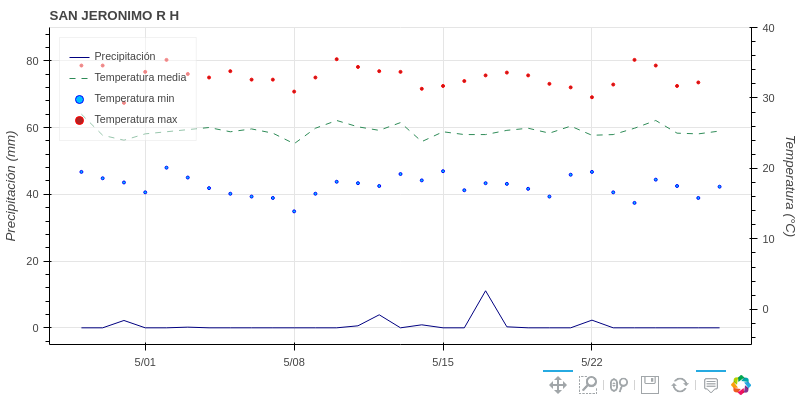 SAN JERONIMO R H
Precipitación
Temperatura media
Temperatura min
Temperatura max
Precipitación (mm)
80
60
40
20
0
Temperatura (°C)
40
30
20
10
0
5/01
5/08
5/15
5/22